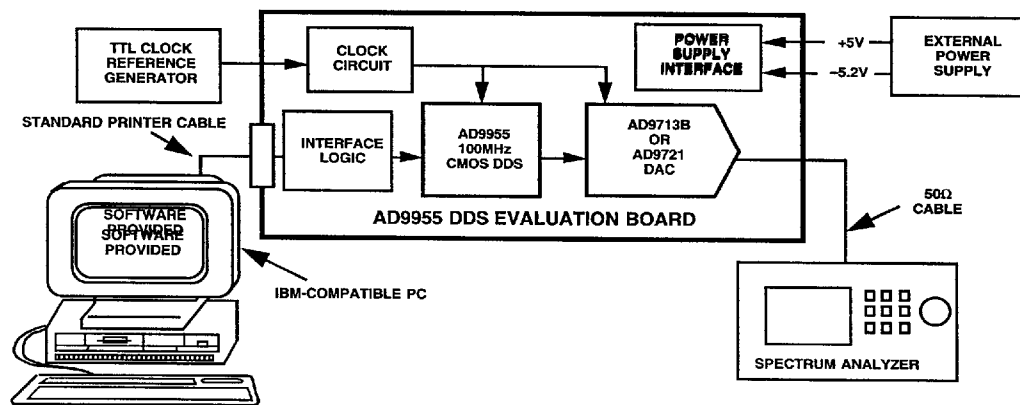 TTL CLOCK
REFERENCE
GENERATOR
CLOCK
CIRCUIT
POWER
SUPPLY
INTERFACE
+5V
–5.2V
EXTERNAL
POWER
SUPPLY
STANDARD PRINTER CABLE
INTERFACE
LOGIC
AD9955
100MHz
CMOS DDS
AD9713B
OR
AD9721
DAC
AD9955 DDS EVALUATION BOARD
50Ω
CABLE
SOFTWARE
PROVIDED
SOFTWARE
PROVIDED
IBM-COMPATIBLE PC
SPECTRUM ANALYZER